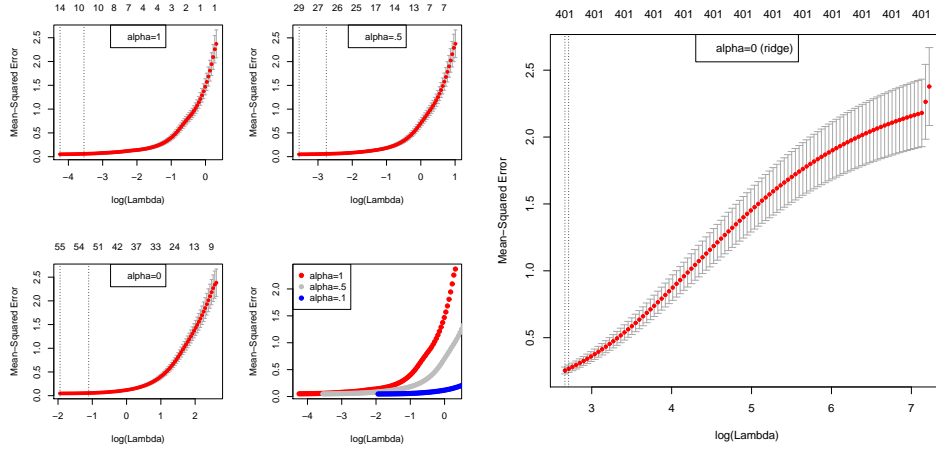 14 10 10 8 7 5 3 2 1 1
alpha=1
Mean-Squared Error
0.0 0.5 1.0 1.5 2.0 2.5
-4 -3 -2 -1 0
log(Lambda)
29 27 26 25 17 14 13 7 7
alpha=.5
Mean-Squared Error
0.0 0.5 1.0 1.5 2.0 2.5
-3 -2 -1 0 1
log(Lambda)
55 54 51 42 37 33 24 13 9
alpha=0
Mean-Squared Error
0.0 0.5 1.0 1.5 2.0 2.5
-2 -1 0 1 2
log(Lambda)
alpha=1
alpha=.5
alpha=.1
Mean-Squared Error
0.0 0.5 1.0 1.5 2.0
-4 -3 -2 -1 0
log(Lambda)
401 401 401 401 401 401 401 401 401 401 401
alpha=0 (ridge)
Mean-Squared Error
0.5 1.0 1.5 2.0 2.5
3 4 5 6 7
log(Lambda)